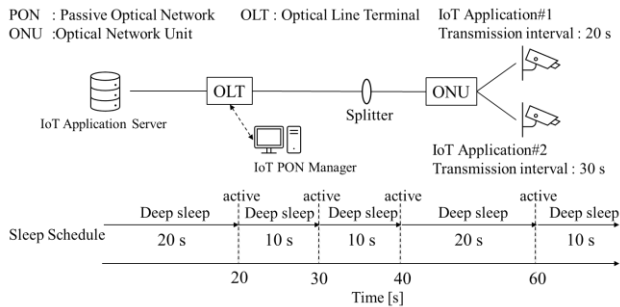 PON : Passive Optical Network OLT : Optical Line Terminal IoT Application#1
ONU :Optical Network Unit Transmission interval : 20 s
OLT
ONU
Splitter
IoT Application Server
IoT PON Manager
IoT Application#2
Transmission interval : 30 s
active active active active
Deep sleep Deep sleep Deep sleep Deep sleep Deep sleep
Sleep Schedule
20 s 10 s 10 s 20 s 10 s
20 30 40 60
Time [s]